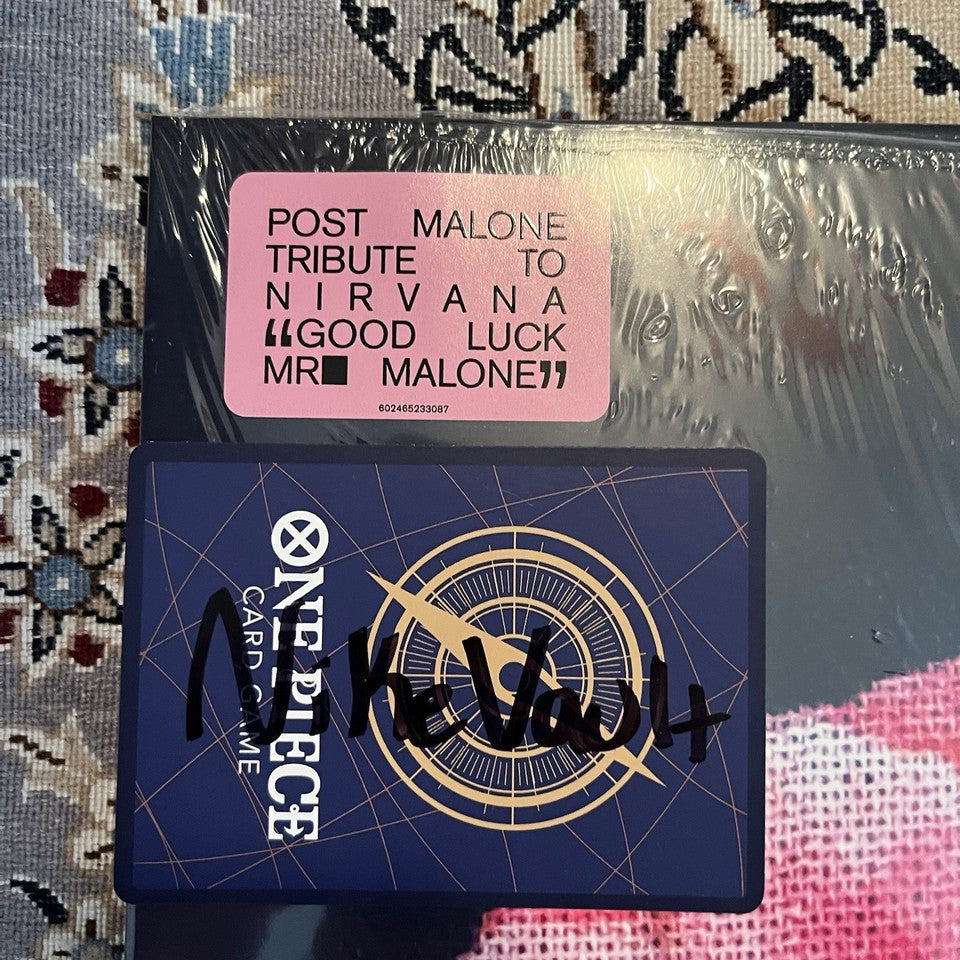 POST MALONE
TRIBUTE TO
NIRVANA
“GOOD LUCK
MR■ MALONE”
602465233087
ONE PIECE
CARD GAME
NikeVault